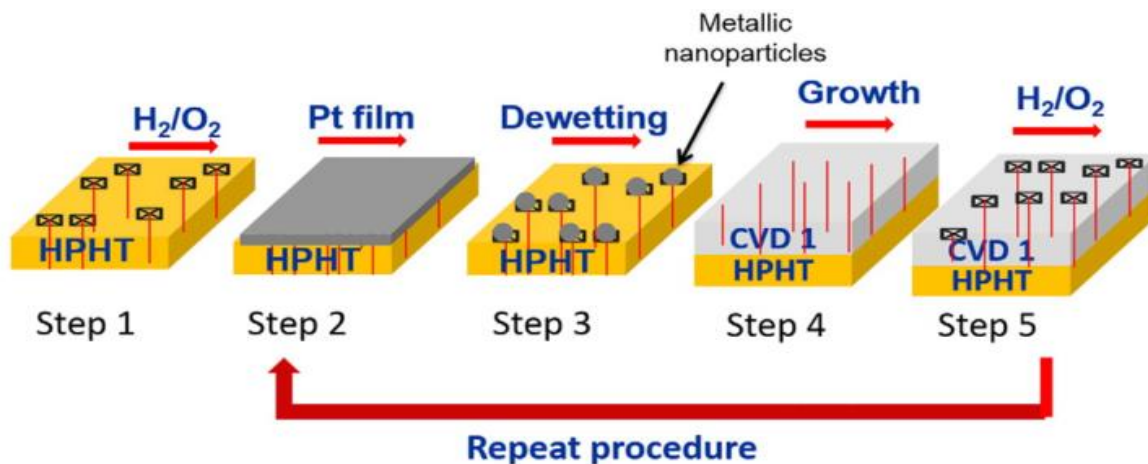 Metallic
nanoparticles
H₂/O₂
Pt film
Dewetting
Growth
H₂/O₂
HPHT
HPHT
HPHT
CVD 1
HPHT
CVD 1
HPHT
Step 1
Step 2
Step 3
Step 4
Step 5
Repeat procedure